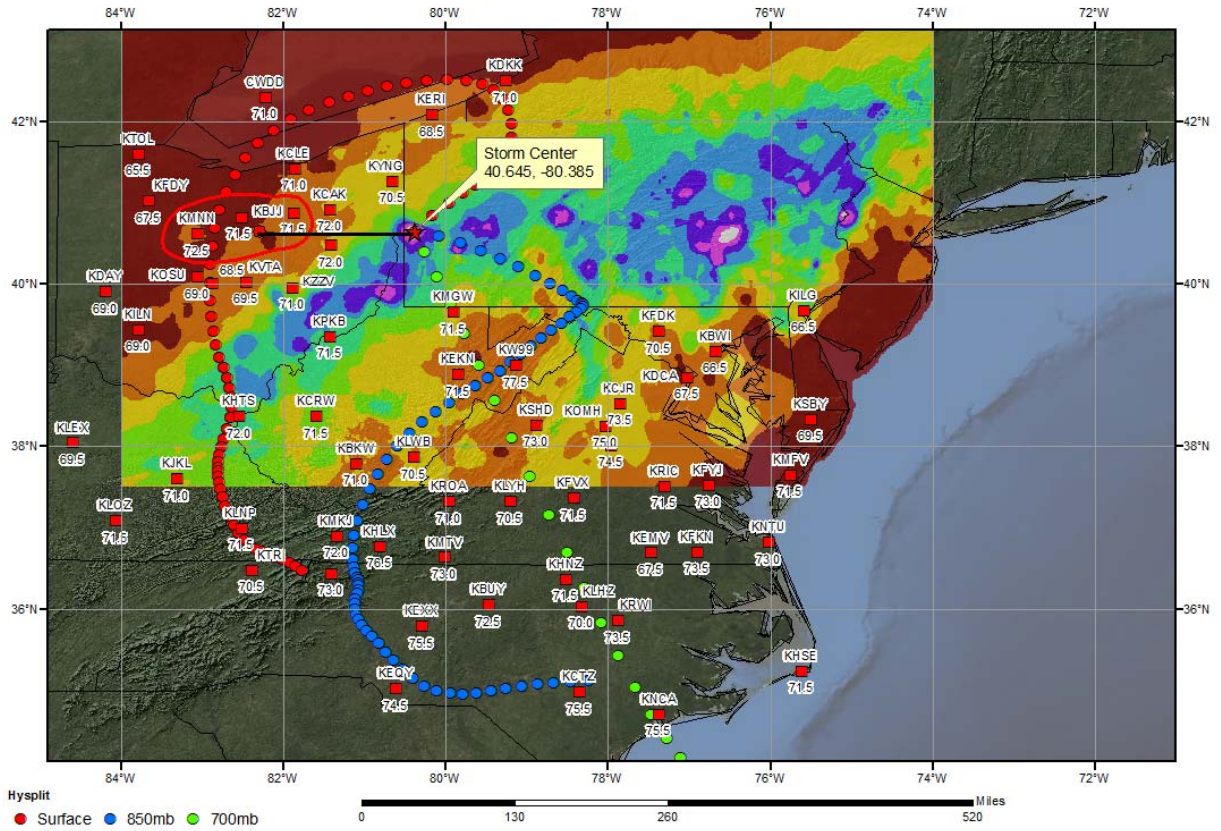 84°W 82°W 80°W 78°W 76°W 74°W 72°W
KDKK
71.0
CWDD
71.0
KERI
68.5
42°N 42°N
KTOL
65.5
KCLE
71.0
Storm Center
40.645, -80.385
KYNG
70.5
KFDY
67.5
KCAK
72.0
KMNN
72.5
KBJJ
71.5
71.5
72.0
68.5
KOSU
69.0
KVTA
69.5
KZZV
71.0
40°N 40°N
KDAY
69.0
KMGW
71.5
KILG
66.5
KILN
69.0
KPKB
71.5
KFDK
70.5
KBWI
66.5
KEKN
71.5
KW99
77.5
KDCA
67.5
KCJR
73.5
KHTS
72.0
KCRW
71.5
KSHD
73.0
KOMH
75.0
74.5
KSBY
69.5
38°N 38°N
KLEX
69.5
KBKW
71.0
KLWB
70.5
KJKL
71.0
KMFV
71.5
KROA
71.0
KLYH
70.5
KFVX
71.5
KRIC
71.5
KFYJ
73.0
KLOZ
71.5
KLNP
71.5
KMKJ
72.0
KHLX
76.5
KMTV
73.0
KEMV
67.5
KFKN
73.5
KNTU
73.0
KTRI
70.5
73.0
KHNZ
71.5
36°N 36°N
KEXX
75.5
KBUY
72.5
KLHZ
70.0
KRWI
73.5
KEQY
74.5
KCTZ
75.5
KHSE
71.5
KNCA
75.5
84°W 82°W 80°W 78°W 76°W 74°W 72°W
Hysplit
Surface 850mb 700mb
Miles
0 130 260 520